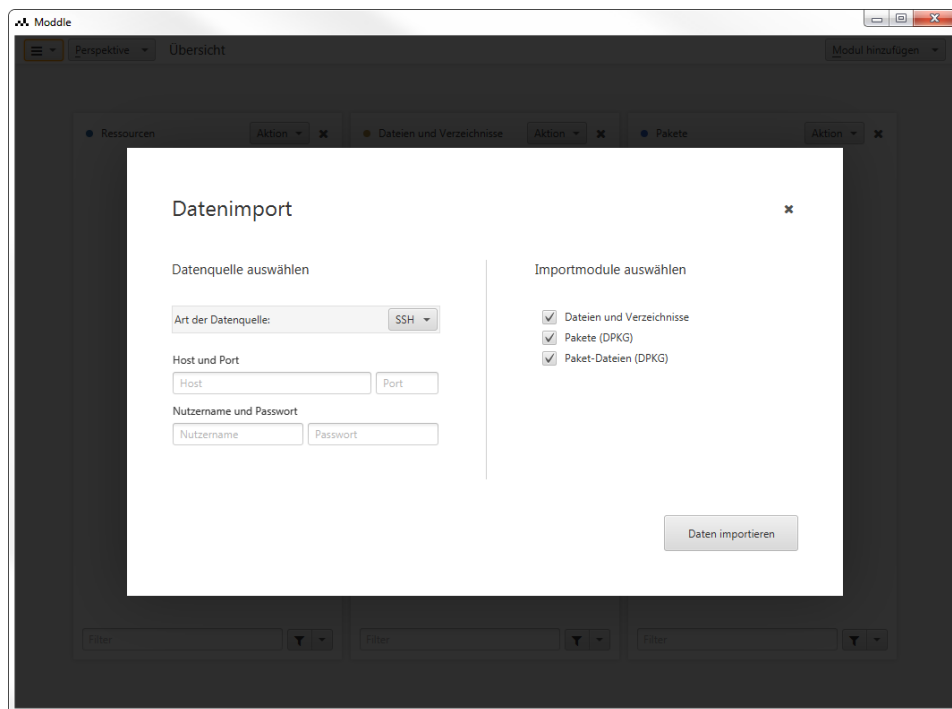 Moddle
Perspektive Übersicht Modul hinzufügen
Ressourcen Aktion Dateien und Verzeichnisse Aktion Pakete Aktion
Datenimport
Datenquelle auswählen
Art der Datenquelle: SSH
Host und Port
Host Port
Nutzername und Passwort
Nutzername Passwort
Importmodule auswählen
Dateien und Verzeichnisse
Pakete (DPKG)
Paket-Dateien (DPKG)
Daten importieren
Filter Filter Filter